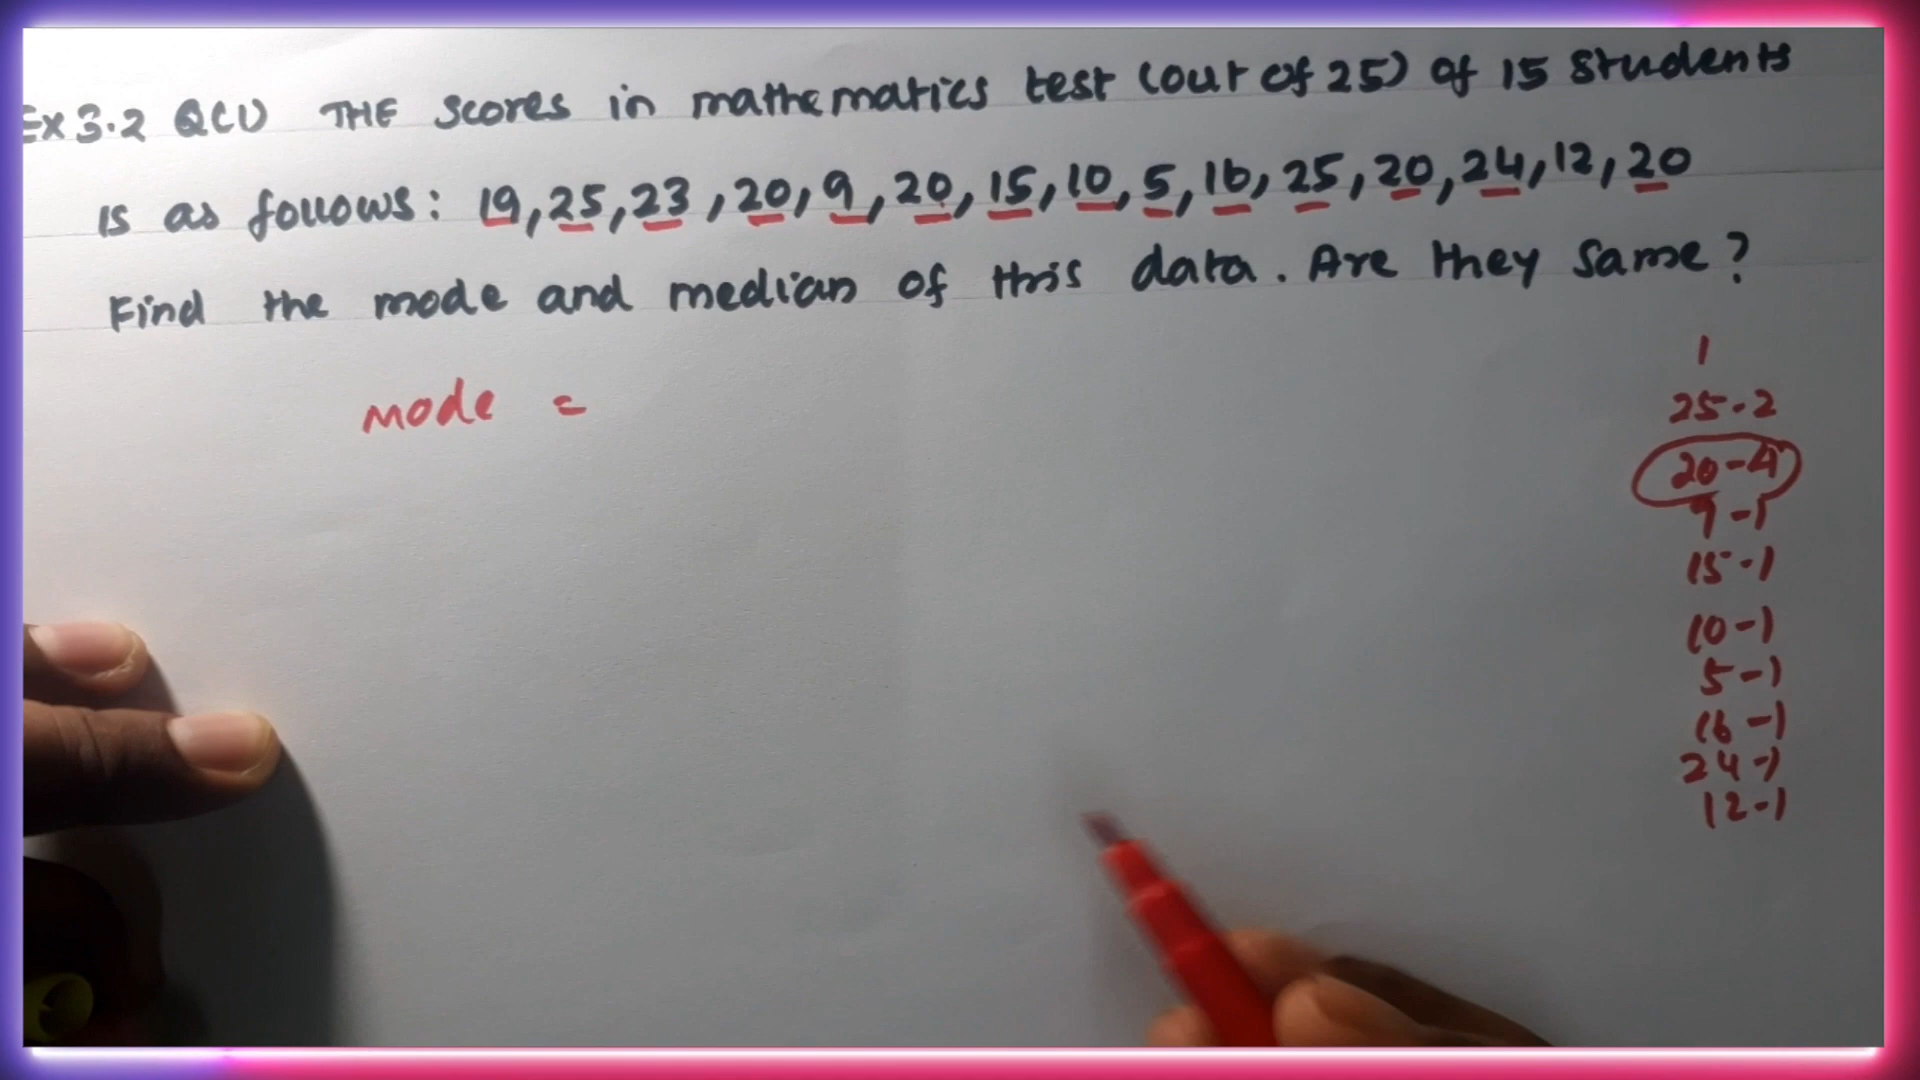 Ex 3.2 Q(1) THE scores in mathematics test (out of 25) of 15 students
is as follows: 19, 25, 23, 20, 9, 20, 15, 10, 5, 16, 25, 20, 24, 12, 20
Find the mode and median of this data. Are they same?
mode =
1
25-2
20-4
9-1
15-1
10-1
5-1
16-1
24-1
12-1